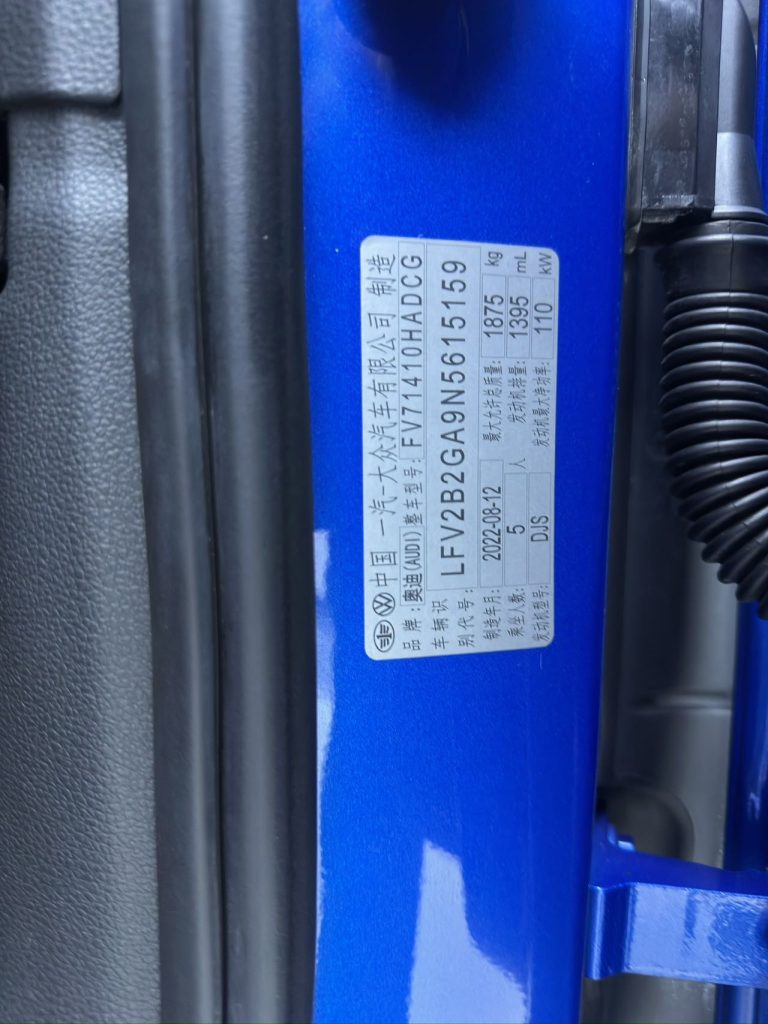 中国 一汽-大众汽车有限公司 制造
品牌: 奥迪(AUDI) 整车型号: FV71410HADCG
车辆识别代号: LFV2B2GA9N5615159
制造年月: 2022-08-12 最大允许总质量: 1875 kg
乘坐人数: 5 人 发动机排量: 1395 mL
发动机型号: DJS 发动机最大净功率: 110 kW